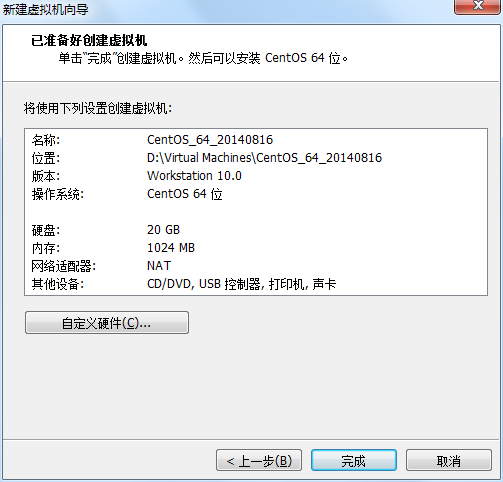 新建虚拟机向导
已准备好创建虚拟机
单击“完成”创建虚拟机。然后可以安装 CentOS 64 位。
将使用下列设置创建虚拟机:
名称: CentOS_64_20140816
位置: D:\Virtual Machines\CentOS_64_20140816
版本: Workstation 10.0
操作系统: CentOS 64 位
硬盘: 20 GB
内存: 1024 MB
网络适配器: NAT
其他设备: CD/DVD, USB 控制器, 打印机, 声卡
自定义硬件(C)...
< 上一步(B) 完成 取消